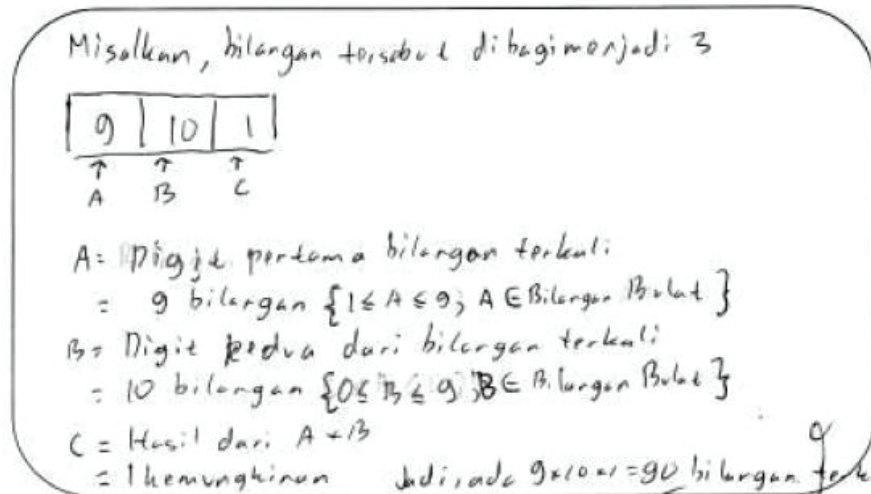 Misalkan, bilangan tersebut dibagi menjadi 3
9 10 1
↑ ↑ ↑
A B C
A = Digit pertama bilangan terkali
= 9 bilangan {1 ≤ A ≤ 9, A ∈ Bilangan Bulat}
B = Digit kedua dari bilangan terkali
= 10 bilangan {0 ≤ B ≤ 9, B ∈ Bilangan Bulat}
C = Hasil dari A × B
= 1 kemungkinan Jadi, ada 9×10×1=90 bilangan